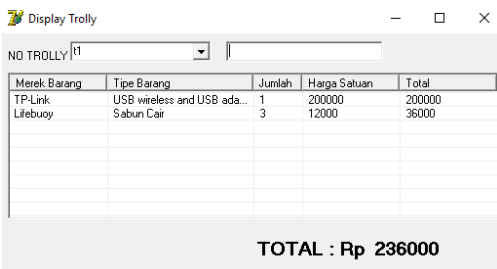 Display Trolly
NO TROLLY t1
Merek Barang Tipe Barang Jumlah Harga Satuan Total
TP-Link USB wireless and USB ada... 1 200000 200000
Lifebuoy Sabun Cair 3 12000 36000
TOTAL : Rp 236000